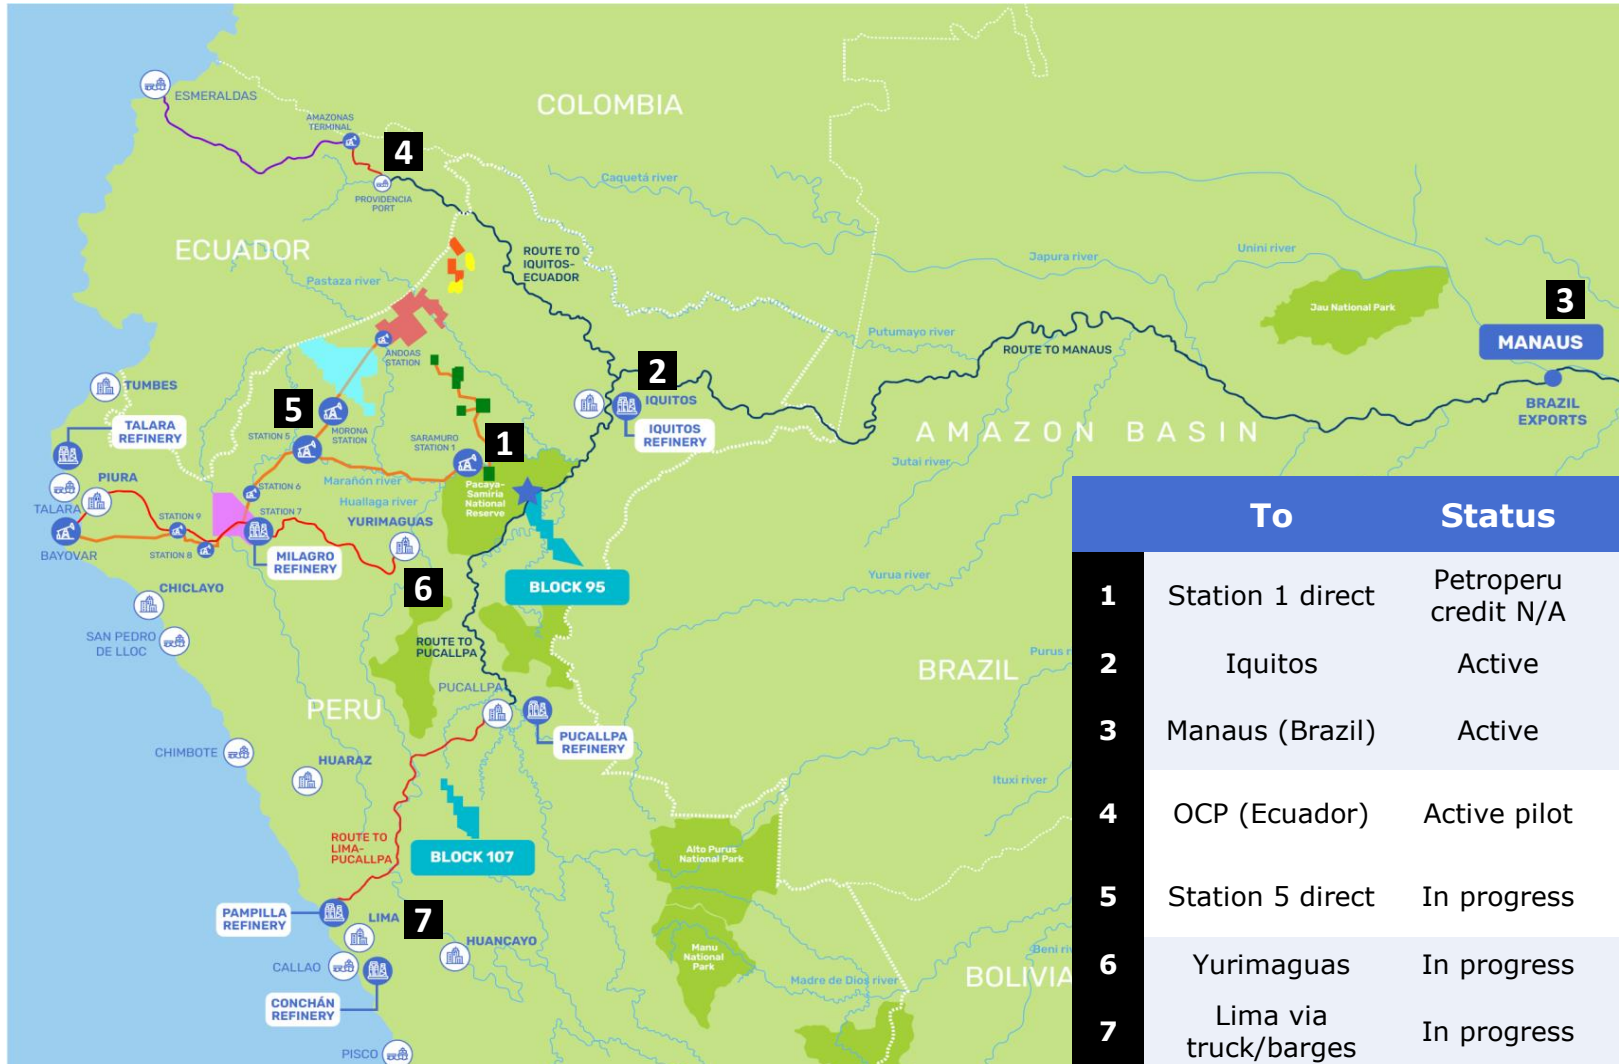 ESMERALDAS
AMAZONAS
TERMINAL
4
PROVIDENCIA
PORT
COLOMBIA
Caquetá river
ECUADOR
Pastaza river
ROUTE TO
IQUITOS-
ECUADOR
Japura river
Unini river
Jau National Park
3
MANAUS
BRAZIL
EXPORTS
Putumayo river
ROUTE TO MANAUS
ANDOAS
STATION
2
IQUITOS
IQUITOS
REFINERY
AMAZON BASIN
Jutai river
TUMBES
TALARA
REFINERY
5
MORONA
STATION
STATION 5
SARAMURO
STATION 1
1
Marañón river
Huallaga river
Pacaya-
Samiria
National
Reserve
PIURA
TALARA
BAYOVAR
STATION 6
STATION 9
STATION 7
STATION 8
YURIMAGUAS
MILAGRO
REFINERY
6
BLOCK 95
Yurua river
CHICLAYO
SAN PEDRO
DE LLOC
ROUTE TO
PUCALLPA
BRAZIL
Purus r
PERU
PUCALLPA
PUCALLPA
REFINERY
CHIMBOTE
HUARAZ
Ituxi river
ROUTE TO
LIMA-
PUCALLPA
BLOCK 107
Alto Purus
National Park
PAMPILLA
REFINERY
LIMA
7
HUANCAYO
CALLAO
CONCHÁN
REFINERY
Manu
National
Park
Madre de Dios river
Beni riv
BOLIVIA
PISCO
To Status
1 Station 1 direct Petroperu
credit N/A
2 Iquitos Active
3 Manaus (Brazil) Active
4 OCP (Ecuador) Active pilot
5 Station 5 direct In progress
6 Yurimaguas In progress
7 Lima via
truck/barges In progress